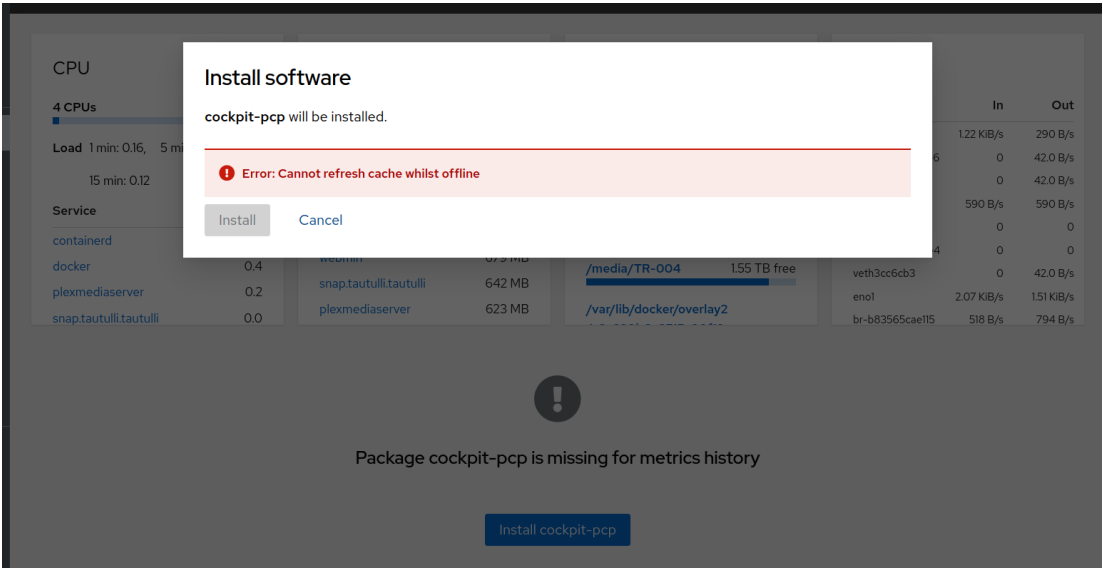 CPU
4 CPUs
Load 1 min: 0.16, 5 mi
15 min: 0.12
Service
containerd
docker 0.4
plexmediaserver 0.2
snap.tautulli.tautulli 0.0
Install software
cockpit-pcp will be installed.
Error: Cannot refresh cache whilst offline
Install Cancel
webmin 679 MB
snap.tautulli.tautulli 642 MB
plexmediaserver 623 MB
/media/TR-004 1.55 TB free
/var/lib/docker/overlay2
In Out
1.22 KiB/s 290 B/s
6 0 42.0 B/s
0 42.0 B/s
590 B/s 590 B/s
0 0
4 0 0
veth3cc6cb3 0 42.0 B/s
eno1 2.07 KiB/s 1.51 KiB/s
br-b83565cae115 518 B/s 794 B/s
Package cockpit-pcp is missing for metrics history
Install cockpit-pcp